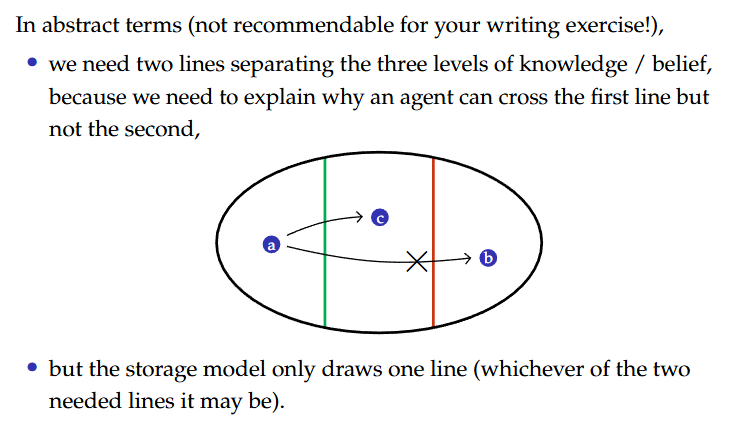 In abstract terms (not recommendable for your writing exercise!),
• we need two lines separating the three levels of knowledge / belief,
because we need to explain why an agent can cross the first line but
not the second,
c
a
b
• but the storage model only draws one line (whichever of the two
needed lines it may be).